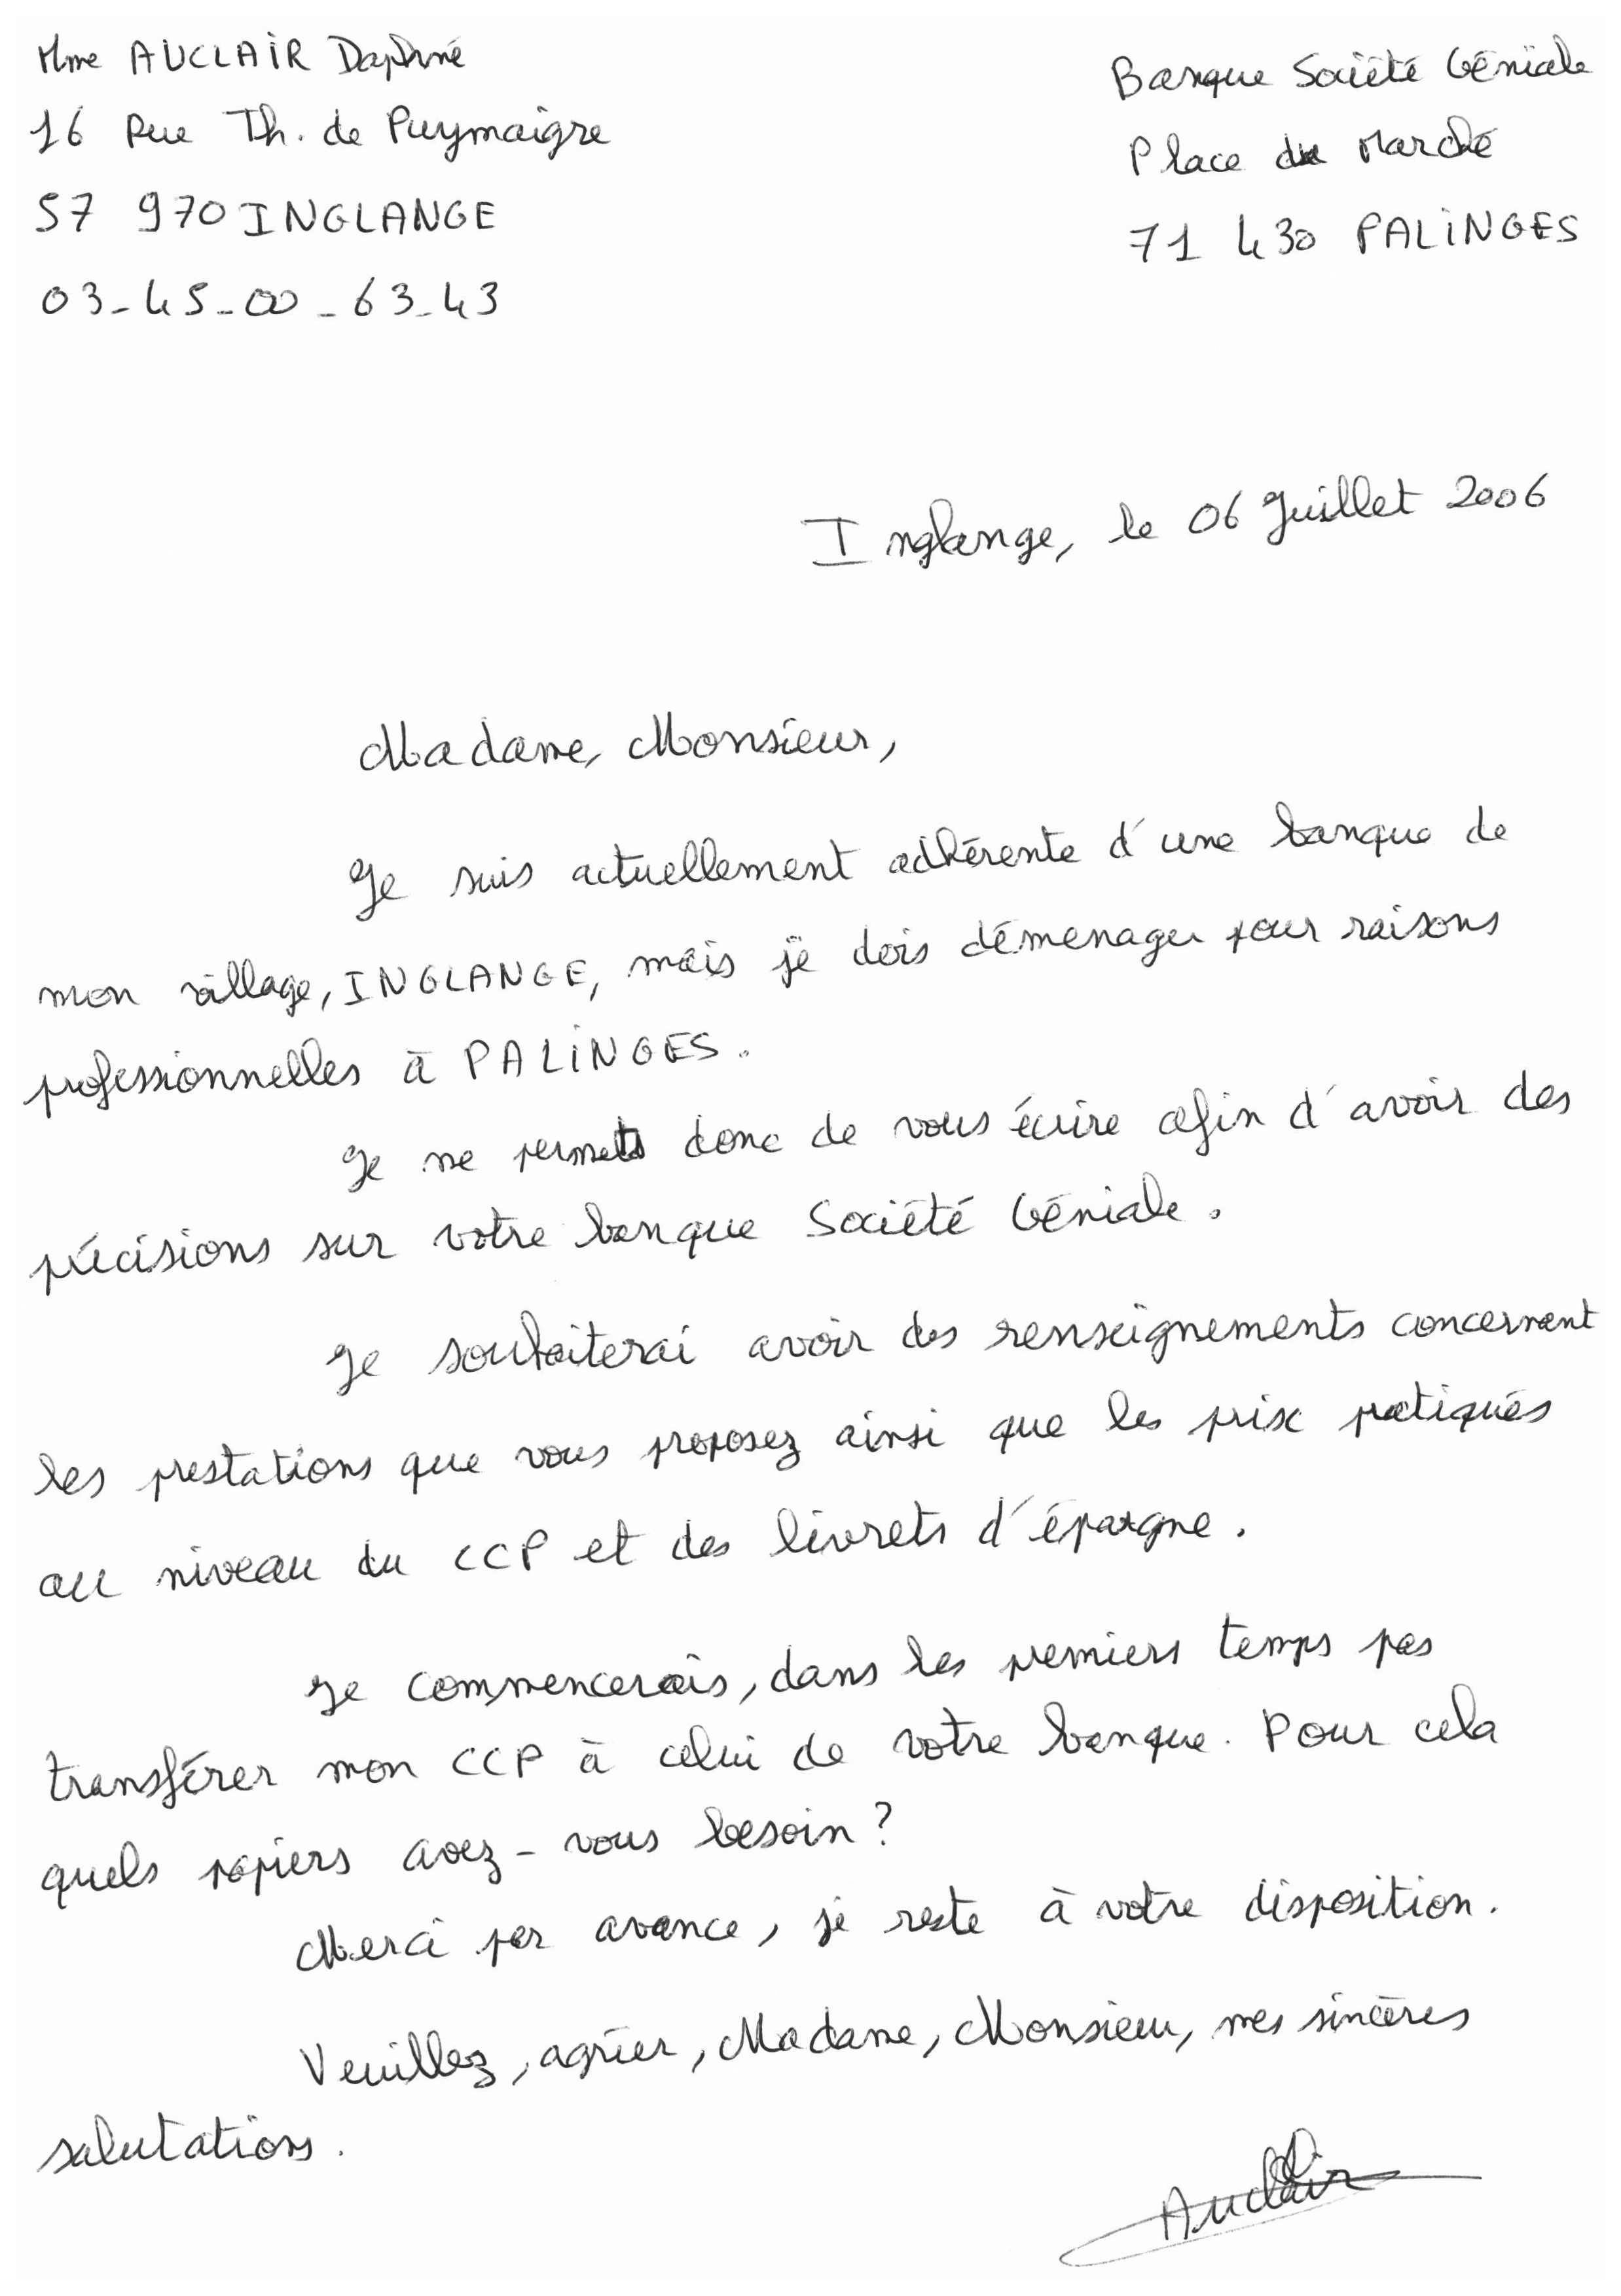 Mme AUCLAIR Daphné
16 Rue Th. de Puymaigre
57 970 INGLANGE
03-45-00-63-43
Banque Société Géniale
Place du Marché
71 430 PALINGES
Inglange, le 06 Juillet 2006
Madame, Monsieur,
Je suis actuellement adhérente d'une banque de
mon village, INGLANGE, mais je dois déménager pour raisons
professionnelles à PALINGES.
Je me permets donc de vous écrire afin d'avoir des
précisions sur votre banque Société Géniale.
Je souhaiterai avoir des renseignements concernant
les prestations que vous proposez ainsi que les prix pratiqués
au niveau du CCP et des livrets d'épargne.
Je commencerais, dans les premiers temps pas
transférer mon CCP à celui de votre banque. Pour cela
quels papiers avez-vous besoin ?
Merci par avance, je reste à votre disposition.
Veuillez, agréer, Madame, Monsieur, mes sincères
salutations.
Auclair